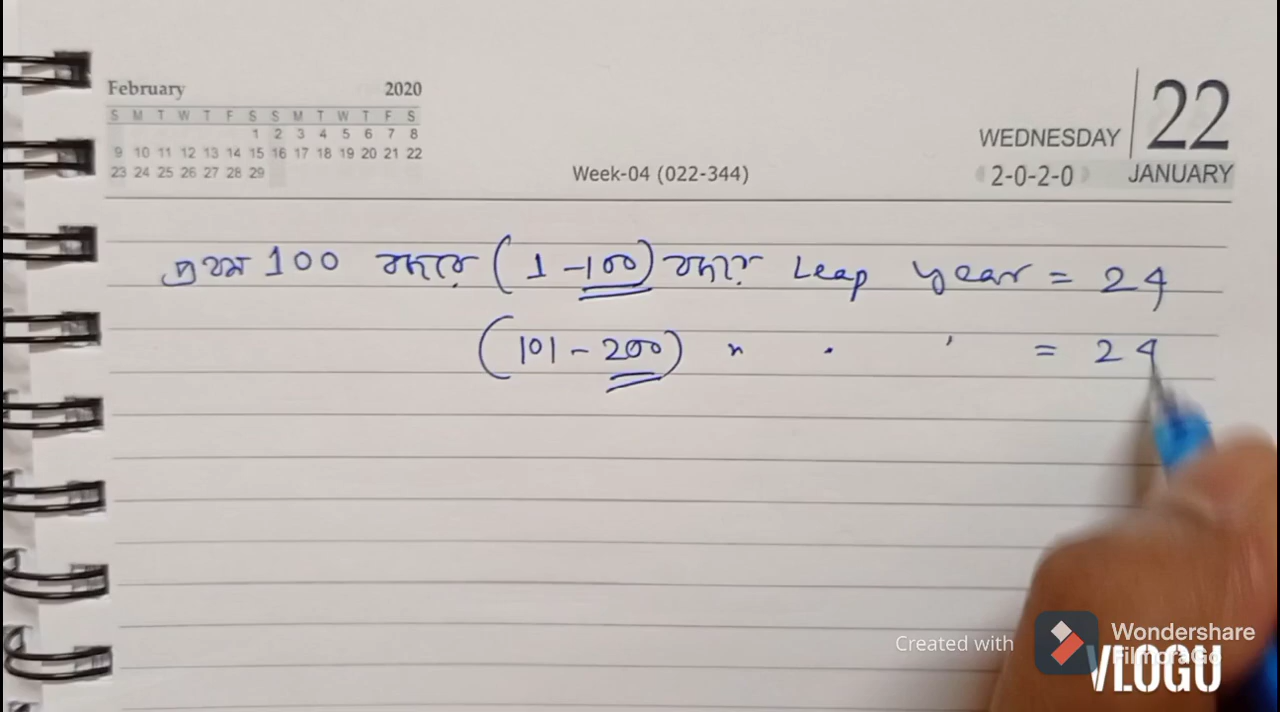 February 2020
S M T W T F S S M T W T F S
1 2 3 4 5 6 7 8
9 10 11 12 13 14 15 16 17 18 19 20 21 22
23 24 25 26 27 28 29
Week-04 (022-344)
WEDNESDAY 22
2-0-2-0 JANUARY
প্রথম 100 বছরে (1-100) বছরে Leap year = 24
(101-200) " " " = 24
Created with Wondershare
FilmoraGo
VLOGU